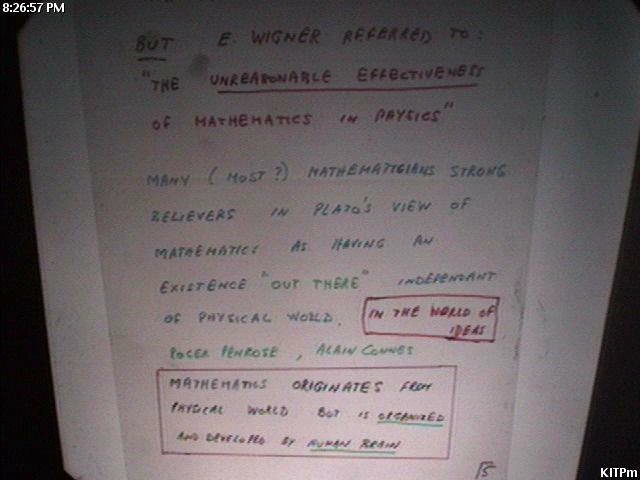 8:26:57 PM
BUT E. WIGNER REFERRED TO:
"THE UNREASONABLE EFFECTIVENESS
OF MATHEMATICS IN PHYSICS"
MANY (MOST?) MATHEMATICIANS STRONG
BELIEVERS IN PLATO'S VIEW OF
MATHEMATICS AS HAVING AN
EXISTENCE "OUT THERE" INDEPENDANT
OF PHYSICAL WORLD. IN THE WORLD OF
IDEAS
ROGER PENROSE, ALAIN CONNES
MATHEMATICS ORIGINATES FROM
PHYSICAL WORLD BUT IS ORGANIZED
AND DEVELOPED BY HUMAN BRAIN
5
KITPm